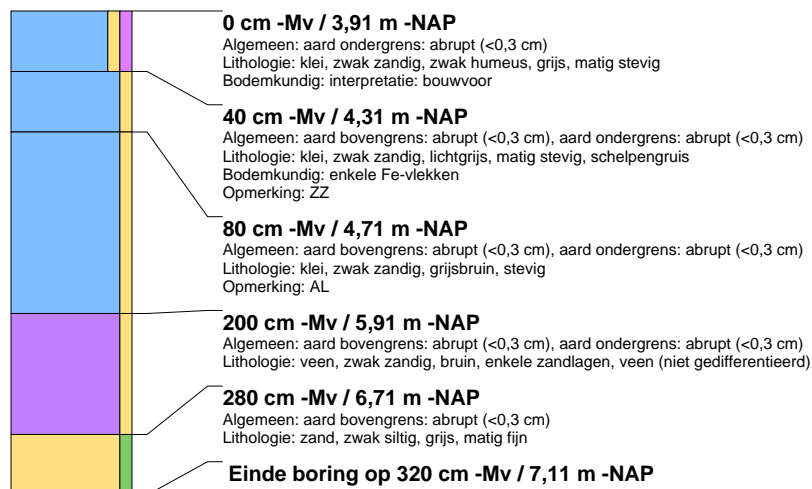 0 cm -Mv / 3,91 m -NAP
Algemeen: aard ondergrens: abrupt (<0,3 cm)
Lithologie: klei, zwak zandig, zwak humeus, grijs, matig stevig
Bodemkundig: interpretatie: bouwvoor
40 cm -Mv / 4,31 m -NAP
Algemeen: aard bovengrens: abrupt (<0,3 cm), aard ondergrens: abrupt (<0,3 cm)
Lithologie: klei, zwak zandig, lichtgrijs, matig stevig, schelpengruis
Bodemkundig: enkele Fe-vlekken
Opmerking: ZZ
80 cm -Mv / 4,71 m -NAP
Algemeen: aard bovengrens: abrupt (<0,3 cm), aard ondergrens: abrupt (<0,3 cm)
Lithologie: klei, zwak zandig, grijsbruin, stevig
Opmerking: AL
200 cm -Mv / 5,91 m -NAP
Algemeen: aard bovengrens: abrupt (<0,3 cm), aard ondergrens: abrupt (<0,3 cm)
Lithologie: veen, zwak zandig, bruin, enkele zandlagen, veen (niet gedifferentieerd)
280 cm -Mv / 6,71 m -NAP
Algemeen: aard bovengrens: abrupt (<0,3 cm)
Lithologie: zand, zwak siltig, grijs, matig fijn
Einde boring op 320 cm -Mv / 7,11 m -NAP